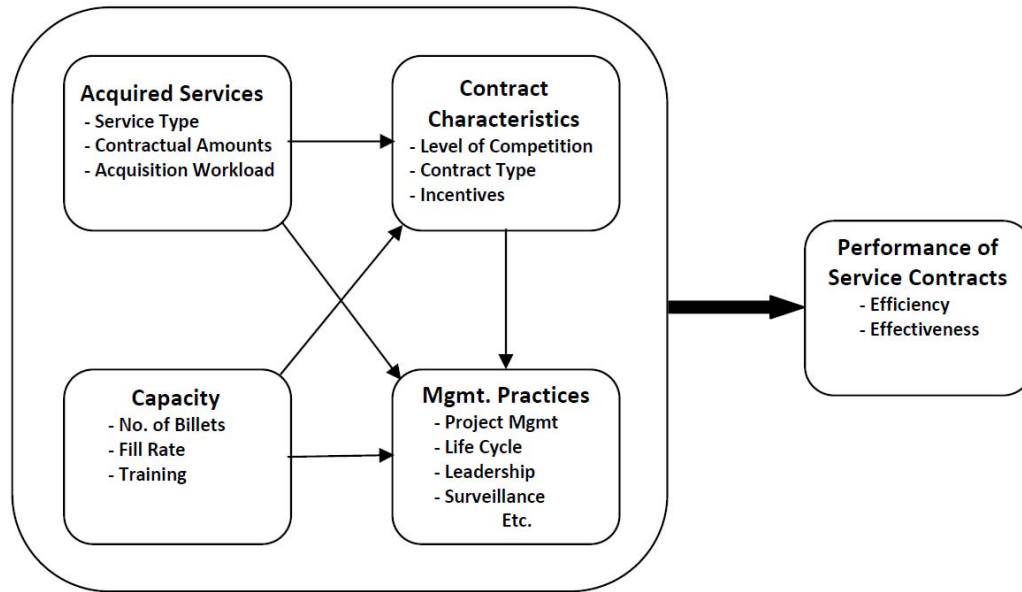 Acquired Services
- Service Type
- Contractual Amounts
- Acquisition Workload
Contract
Characteristics
- Level of Competition
- Contract Type
- Incentives
Capacity
- No. of Billets
- Fill Rate
- Training
Mgmt. Practices
- Project Mgmt
- Life Cycle
- Leadership
- Surveillance
Etc.
Performance of
Service Contracts
- Efficiency
- Effectiveness